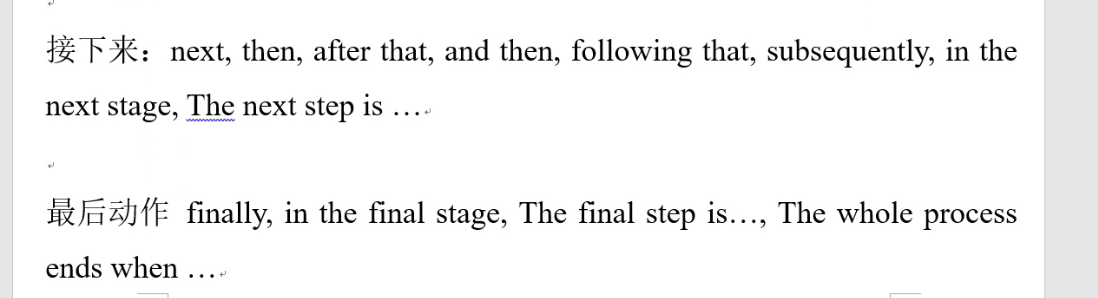 接下来：next, then, after that, and then, following that, subsequently, in the
next stage, The next step is …
最后动作 finally, in the final stage, The final step is…, The whole process
ends when …